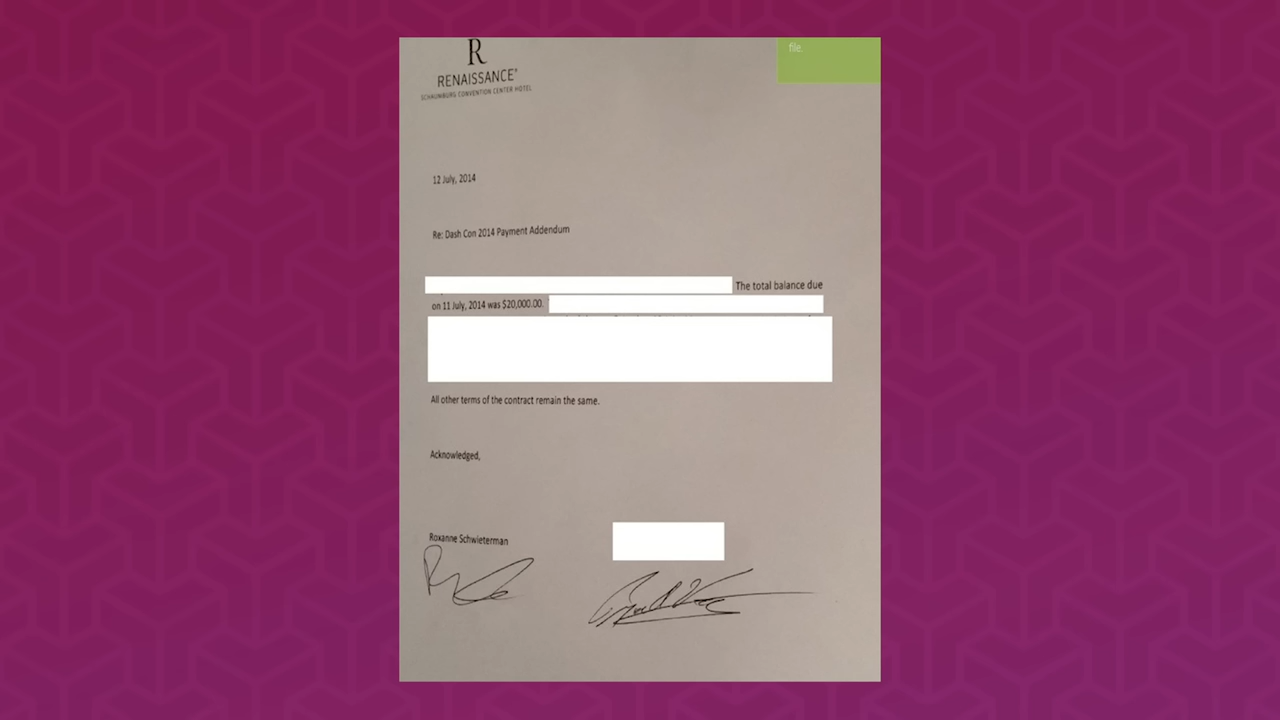 file.
R
RENAISSANCE®
SCHAUMBURG CONVENTION CENTER HOTEL
12 July, 2014
Re: Dash Con 2014 Payment Addendum
The total balance due
on 11 July, 2014 was $20,000.00.
All other terms of the contract remain the same.
Acknowledged,
Roxanne Schwieterman